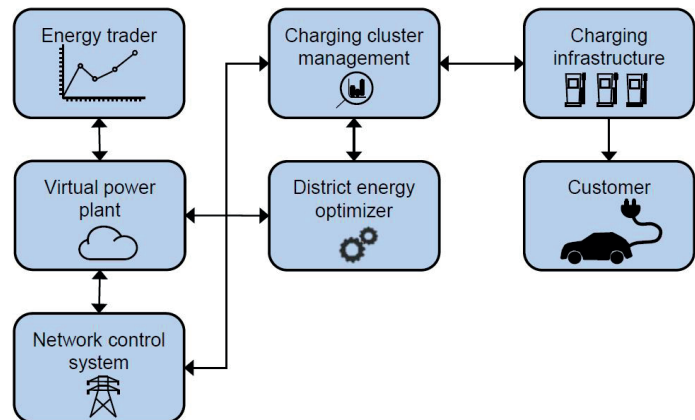 Energy trader
Charging cluster
management
Charging
infrastructure
Virtual power
plant
District energy
optimizer
Customer
Network control
system